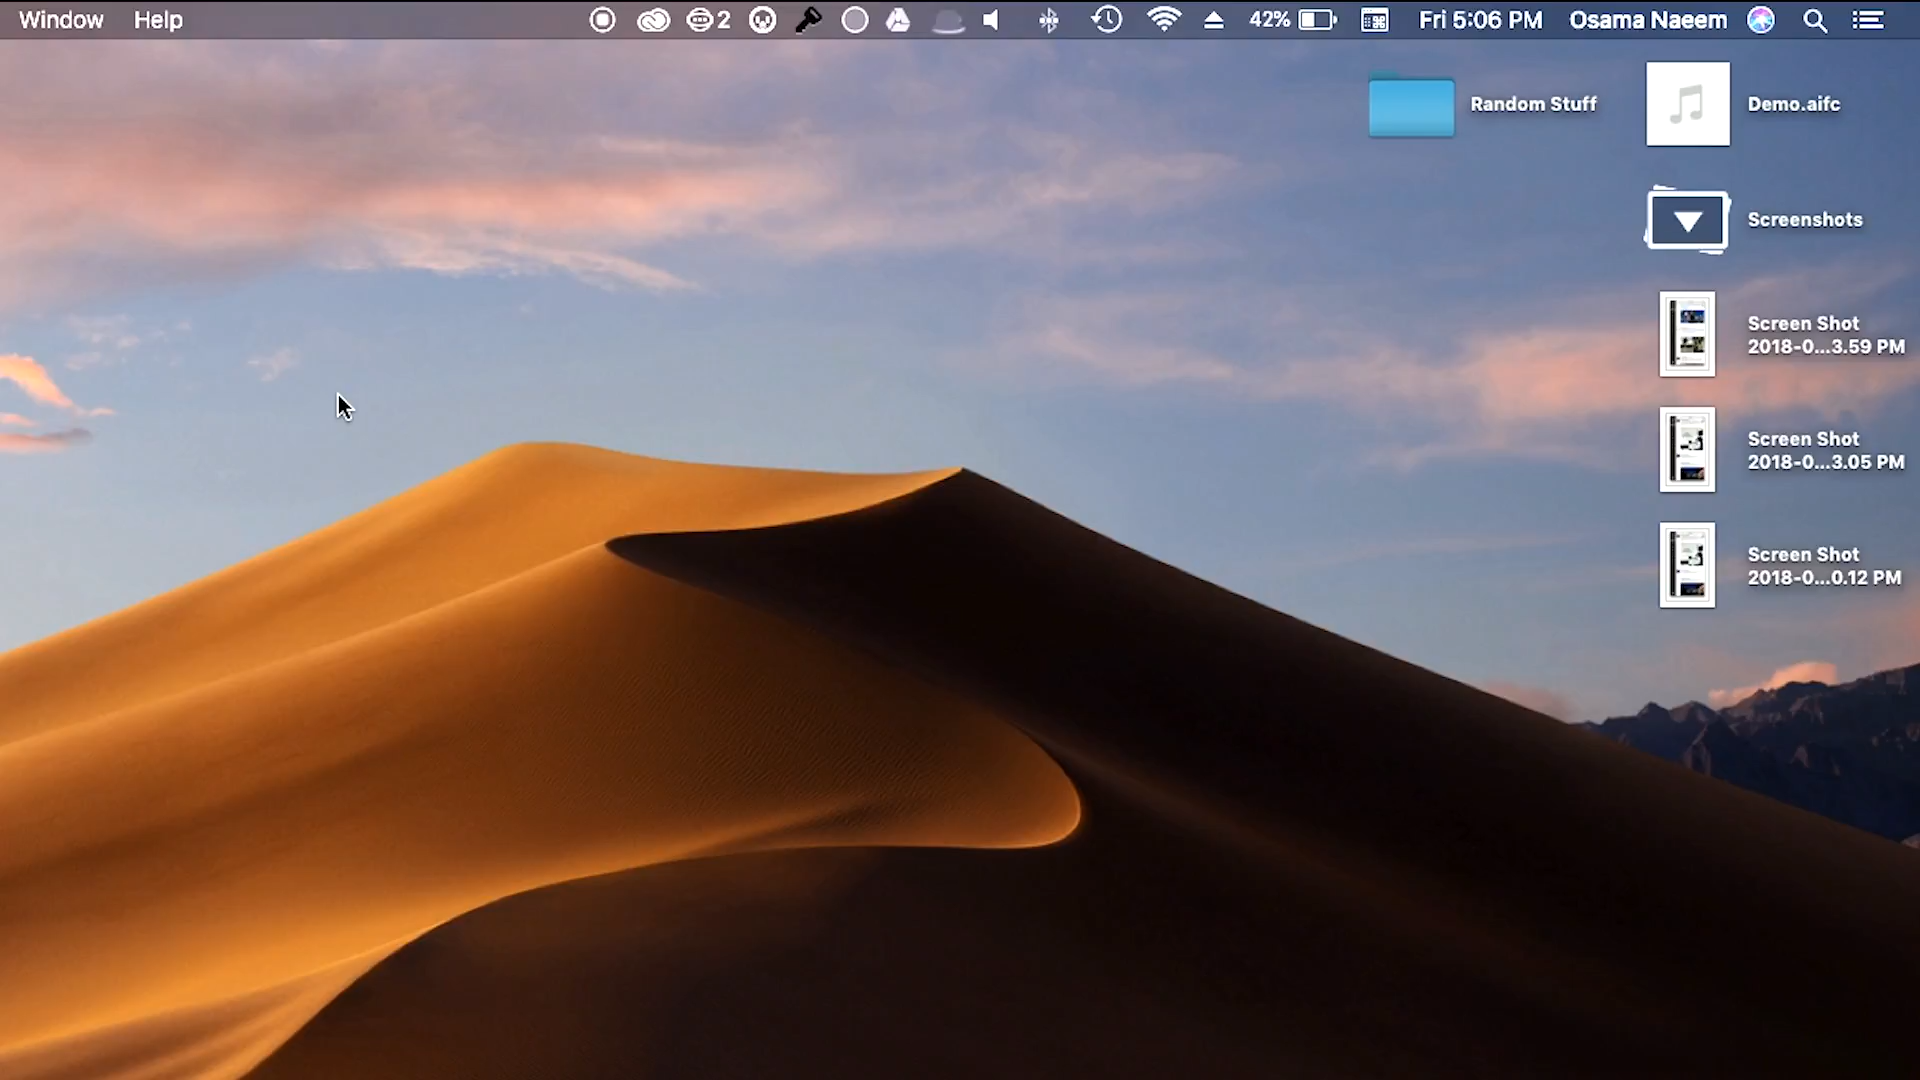 Window Help 2 42% Fri 5:06 PM Osama Naeem
Random Stuff
Demo.aifc
Screenshots
Screen Shot
2018-0...3.59 PM
Screen Shot
2018-0...3.05 PM
Screen Shot
2018-0...0.12 PM